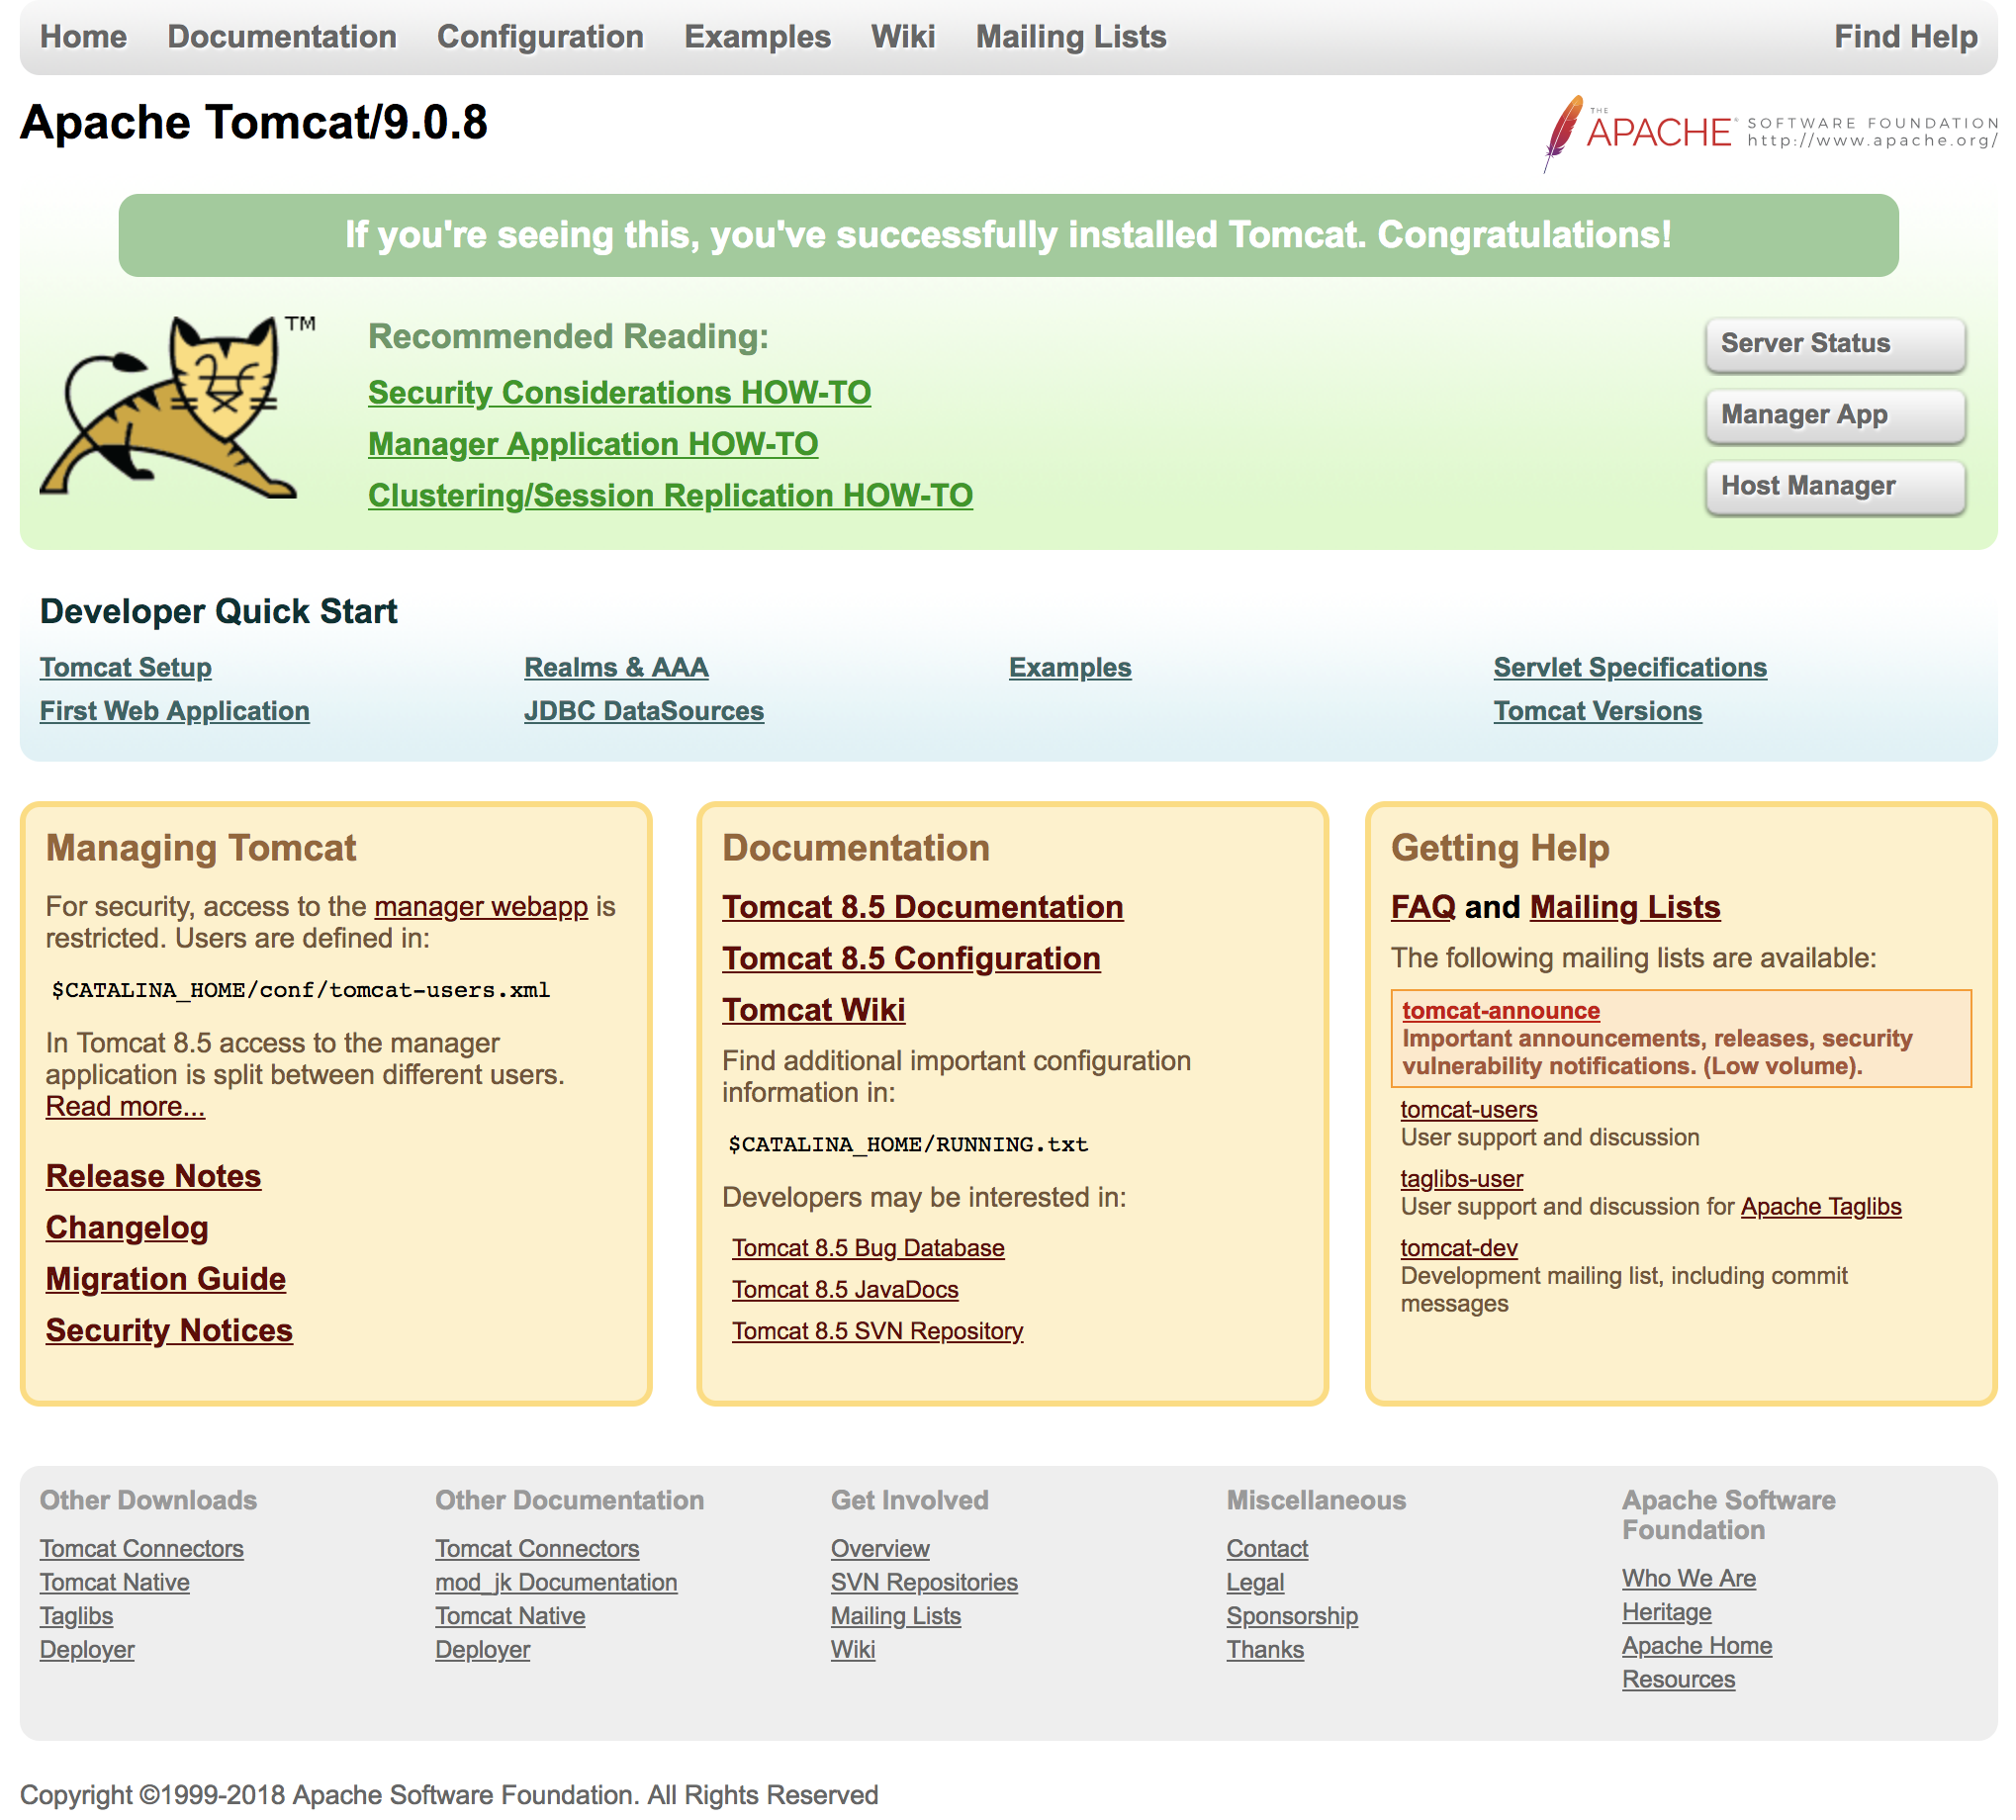 Home Documentation Configuration Examples Wiki Mailing Lists Find Help
Apache Tomcat/9.0.8
THE APACHE® SOFTWARE FOUNDATION
http://www.apache.org/
If you're seeing this, you've successfully installed Tomcat. Congratulations!
TM
Recommended Reading:
Security Considerations HOW-TO
Manager Application HOW-TO
Clustering/Session Replication HOW-TO
Server Status
Manager App
Host Manager
Developer Quick Start
Tomcat Setup
First Web Application
Realms & AAA
JDBC DataSources
Examples
Servlet Specifications
Tomcat Versions
Managing Tomcat
For security, access to the manager webapp is
restricted. Users are defined in:
$CATALINA_HOME/conf/tomcat-users.xml
In Tomcat 8.5 access to the manager
application is split between different users.
Read more...
Release Notes
Changelog
Migration Guide
Security Notices
Documentation
Tomcat 8.5 Documentation
Tomcat 8.5 Configuration
Tomcat Wiki
Find additional important configuration
information in:
$CATALINA_HOME/RUNNING.txt
Developers may be interested in:
Tomcat 8.5 Bug Database
Tomcat 8.5 JavaDocs
Tomcat 8.5 SVN Repository
Getting Help
FAQ and Mailing Lists
The following mailing lists are available:
tomcat-announce
Important announcements, releases, security
vulnerability notifications. (Low volume).
tomcat-users
User support and discussion
taglibs-user
User support and discussion for Apache Taglibs
tomcat-dev
Development mailing list, including commit
messages
Other Downloads
Tomcat Connectors
Tomcat Native
Taglibs
Deployer
Other Documentation
Tomcat Connectors
mod_jk Documentation
Tomcat Native
Deployer
Get Involved
Overview
SVN Repositories
Mailing Lists
Wiki
Miscellaneous
Contact
Legal
Sponsorship
Thanks
Apache Software
Foundation
Who We Are
Heritage
Apache Home
Resources
Copyright ©1999-2018 Apache Software Foundation. All Rights Reserved